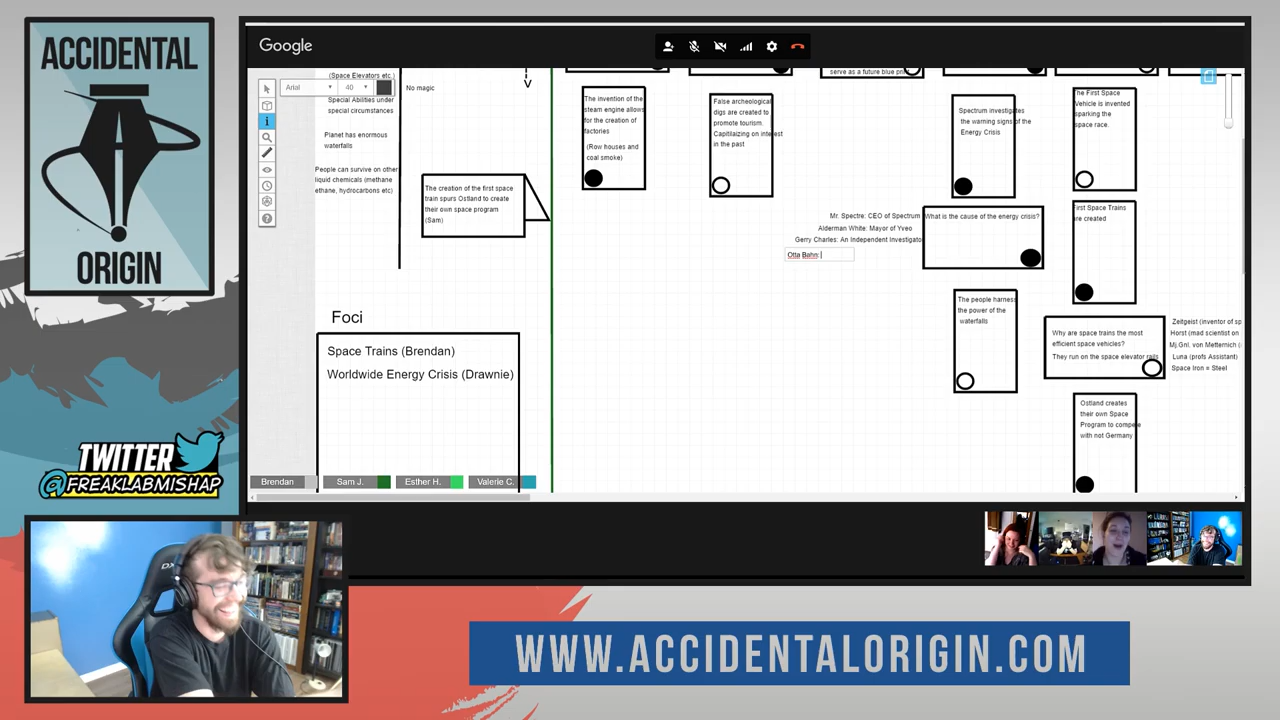 ACCIDENTAL
ORIGIN
TWITTER
@FREAKLABMISHAP
Google
Arial
40
(Space Elevators etc.)
Special Abilities under
special circumstances
Planet has enormous
waterfalls
People can survive on other
liquid chemicals (methane
ethane, hydrocarbons etc)
No magic
V
The creation of the first space
train spurs Ostland to create
their own space program
(Sam)
Foci
Space Trains (Brendan)
Worldwide Energy Crisis (Drawnie)
Brendan
Sam J.
Esther H.
Valerie C.
The invention of the
steam engine allows
for the creation of
factories
(Row houses and
coal smoke)
False archeological
digs are created to
promote tourism.
Capitilaizing on interest
in the past
serve as a future blue
Spectrum investigates
the warning signs of the
Energy Crisis
Mr. Spectre: CEO of Spectrum
Alderman White: Mayor of Yveo
Gerry Charles: An Independent Investigato
Otta Bahn:
What is the cause of the energy crisis?
The people harness
the power of the
waterfalls
he First Space
Vehicle is invented
sparking the
space race.
First Space Trains
are created
Why are space trains the most
efficient space vehicles?
They run on the space elevator rails
Zeitgeist (inventor of sp
Horst (mad scientist on
Mj.Gnl. von Metternich (
Luna (profs Assistant)
Space Iron = Steel
Ostland creates
their own Space
Program to compete
with not Germany
WWW.ACCIDENTALORIGIN.COM